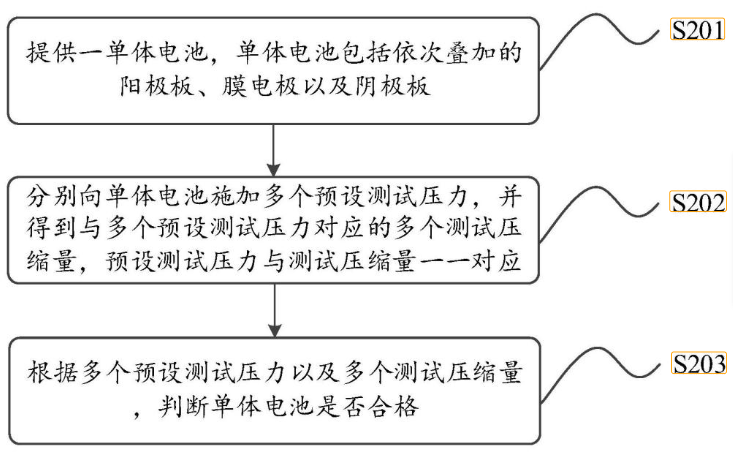 提供一单体电池，单体电池包括依次叠加的
阳极板、膜电极以及阴极板
S201
分别向单体电池施加多个预设测试压力，并
得到与多个预设测试压力对应的多个测试压
缩量，预设测试压力与测试压缩量一一对应
S202
根据多个预设测试压力以及多个测试压缩量
，判断单体电池是否合格
S203